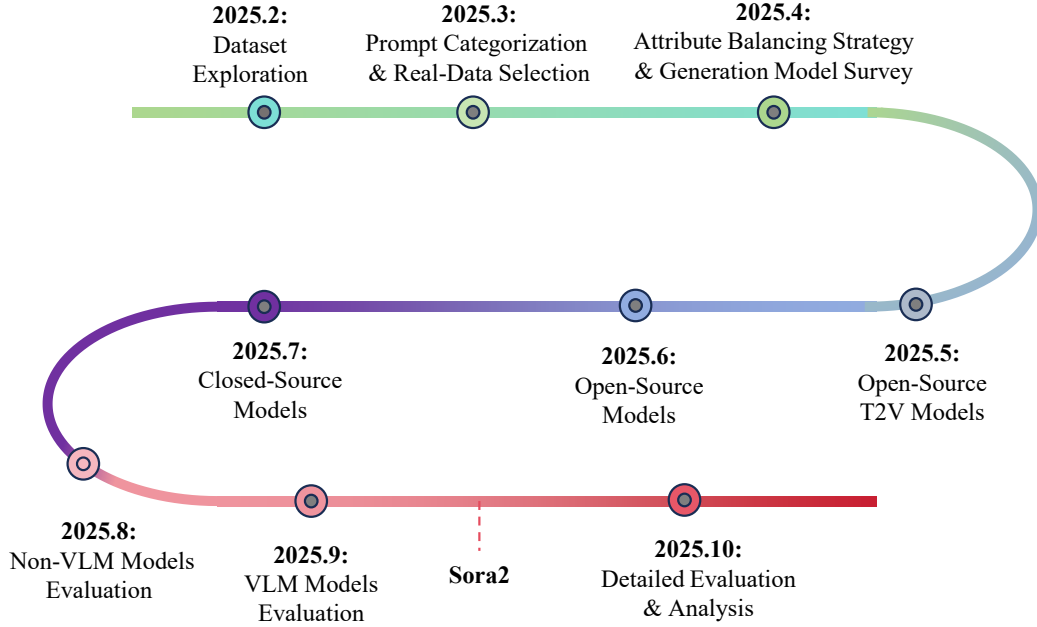 2025.2:
Dataset
Exploration
2025.3:
Prompt Categorization
& Real-Data Selection
2025.4:
Attribute Balancing Strategy
& Generation Model Survey
2025.5:
Open-Source
T2V Models
2025.6:
Open-Source
Models
2025.7:
Closed-Source
Models
2025.8:
Non-VLM Models
Evaluation
2025.9:
VLM Models
Evaluation
Sora2
2025.10:
Detailed Evaluation
& Analysis